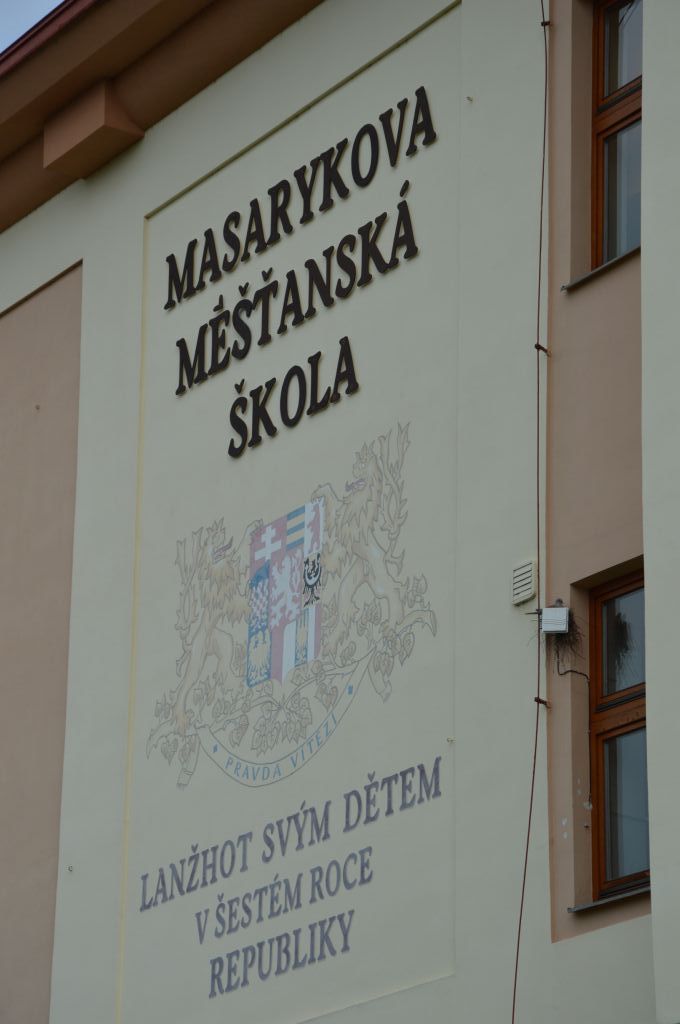 MASARYKOVA
MĚŠŤANSKÁ
ŠKOLA
PRAVDA VÍTĚZÍ
LANŽHOT SVÝM DĚTEM
V ŠESTÉM ROCE
REPUBLIKY